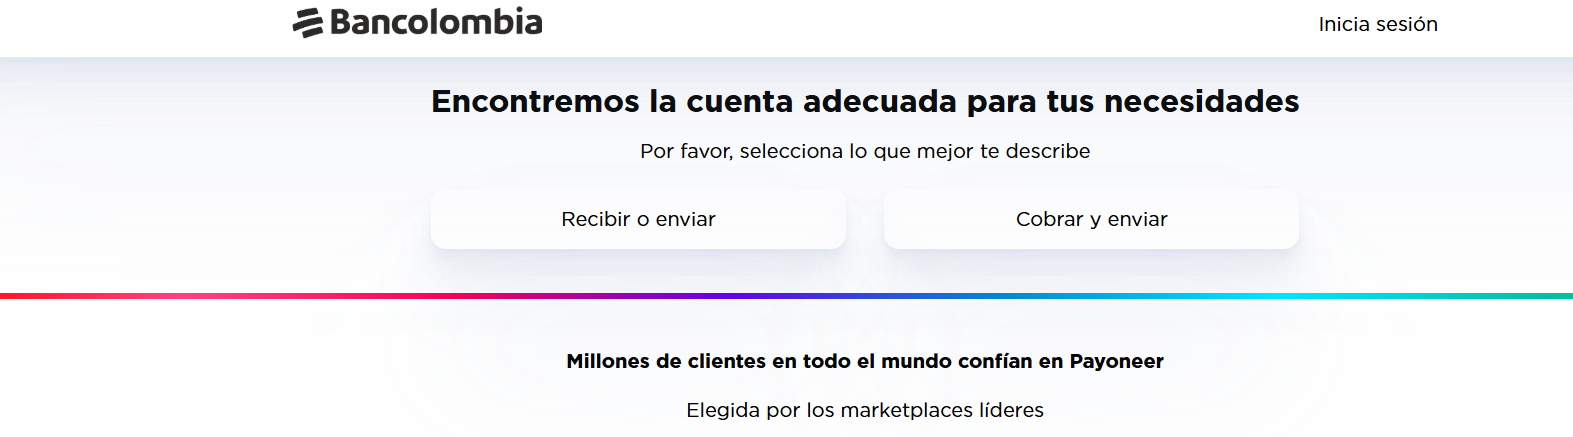 Bancolombia
Inicia sesión
Encontremos la cuenta adecuada para tus necesidades
Por favor, selecciona lo que mejor te describe
Recibir o enviar
Cobrar y enviar
Millones de clientes en todo el mundo confían en Payoneer
Elegida por los marketplaces líderes